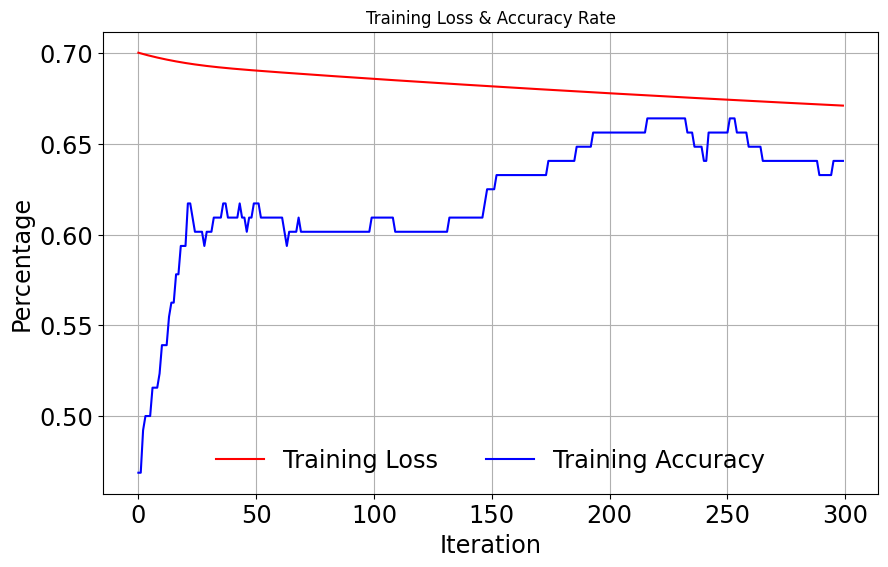 Training Loss & Accuracy Rate
0.70
0.65
0.60
0.55
0.50
Percentage
Training Loss
Training Accuracy
0
50
100
150
200
250
300
Iteration